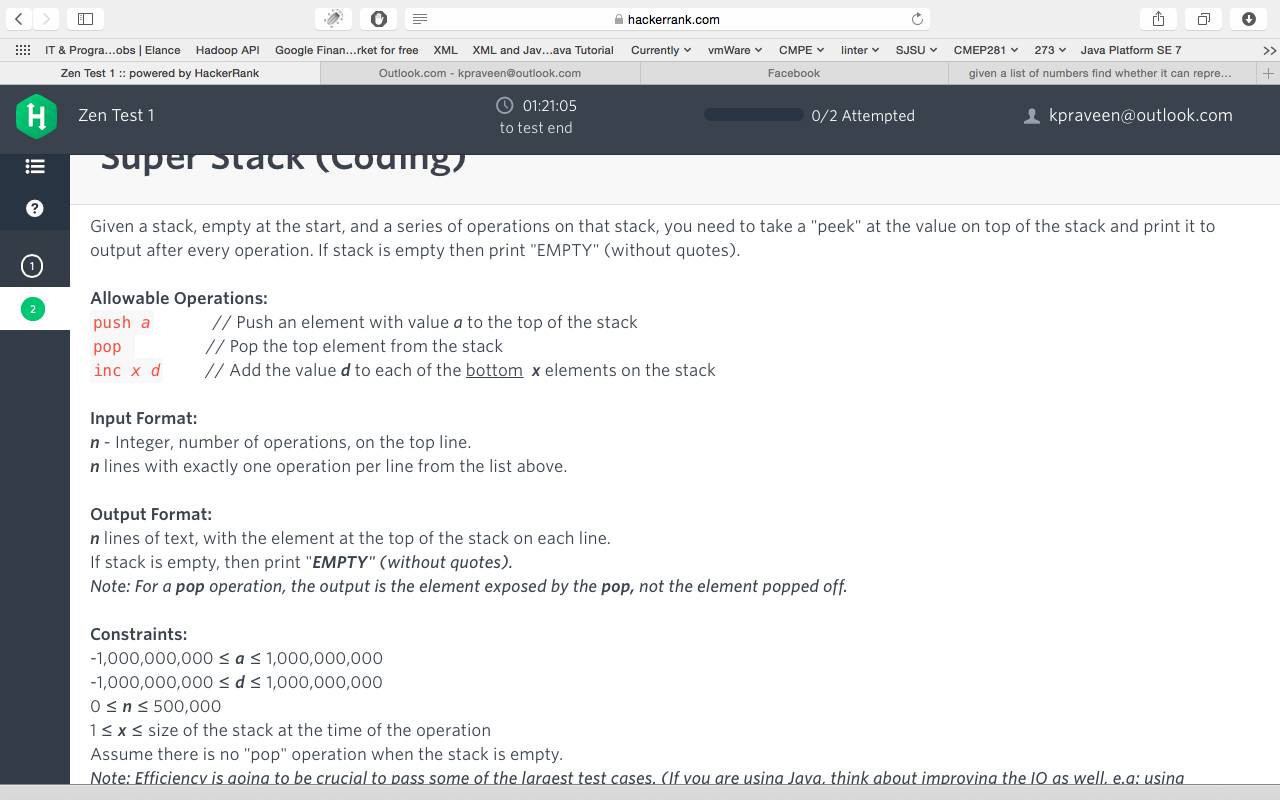 hackerrank.com
IT & Progra...obs | Elance Hadoop API Google Finan...rket for free XML XML and Jav...ava Tutorial Currently vmWare CMPE linter SJSU CMEP281 273 Java Platform SE 7 >>
Zen Test 1 :: powered by HackerRank Outlook.com - kpraveen@outlook.com Facebook given a list of numbers find whether it can repre... +
H Zen Test 1 01:21:05 to test end 0/2 Attempted kpraveen@outlook.com
Super Stack (Coding)
?
1
2
Given a stack, empty at the start, and a series of operations on that stack, you need to take a "peek" at the value on top of the stack and print it to
output after every operation. If stack is empty then print "EMPTY" (without quotes).
Allowable Operations:
push a // Push an element with value a to the top of the stack
pop // Pop the top element from the stack
inc x d // Add the value d to each of the bottom x elements on the stack
Input Format:
n - Integer, number of operations, on the top line.
n lines with exactly one operation per line from the list above.
Output Format:
n lines of text, with the element at the top of the stack on each line.
If stack is empty, then print "EMPTY" (without quotes).
Note: For a pop operation, the output is the element exposed by the pop, not the element popped off.
Constraints:
-1,000,000,000 ≤ a ≤ 1,000,000,000
-1,000,000,000 ≤ d ≤ 1,000,000,000
0 ≤ n ≤ 500,000
1 ≤ x ≤ size of the stack at the time of the operation
Assume there is no "pop" operation when the stack is empty.
Note: Efficiency is going to be crucial to pass some of the largest test cases. (If you are using Java, think about improving the IO as well, e.g: using